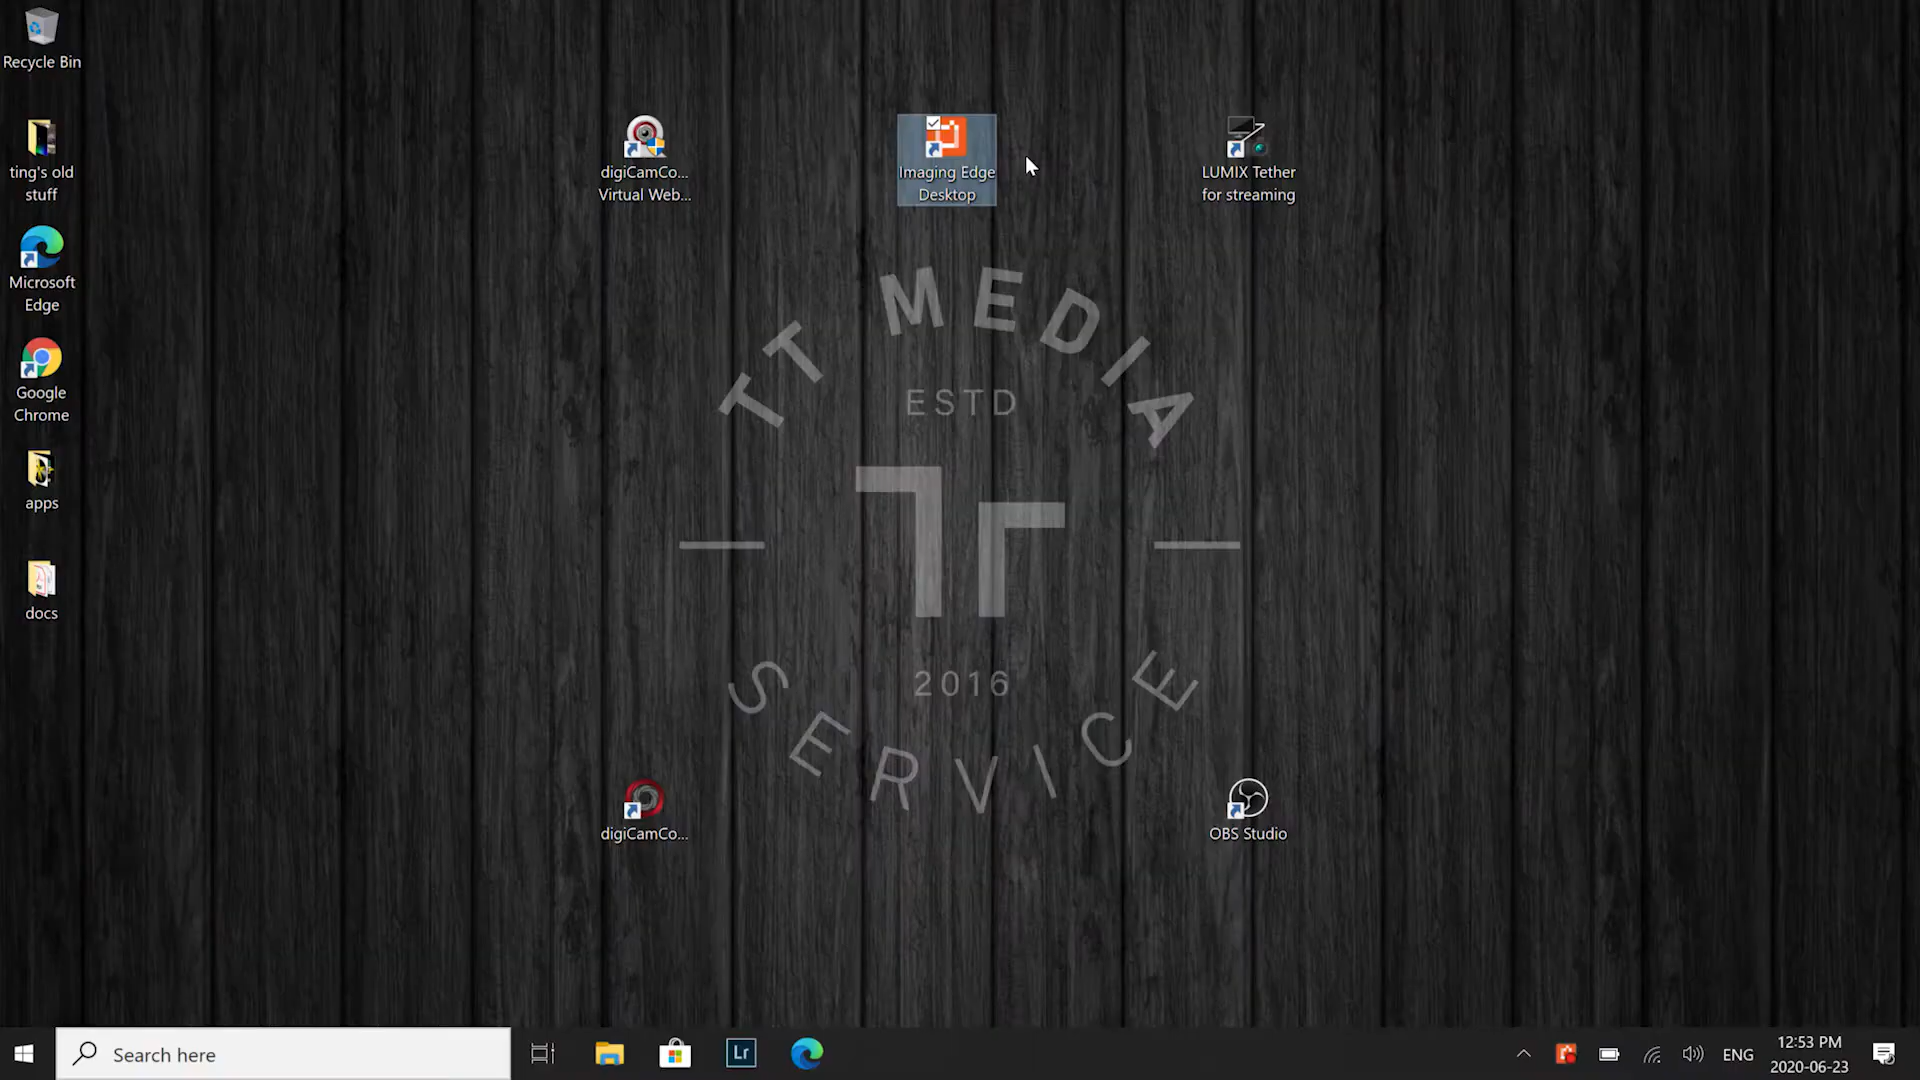 Recycle Bin
ting's old
stuff
Microsoft
Edge
Google
Chrome
apps
docs
digiCamCo...
Virtual Web...
Imaging Edge
Desktop
LUMIX Tether
for streaming
TT MEDIA
ESTD
TT
2016
SERVICE
digiCamCo...
OBS Studio
Search here
Lr
ENG
12:53 PM
2020-06-23